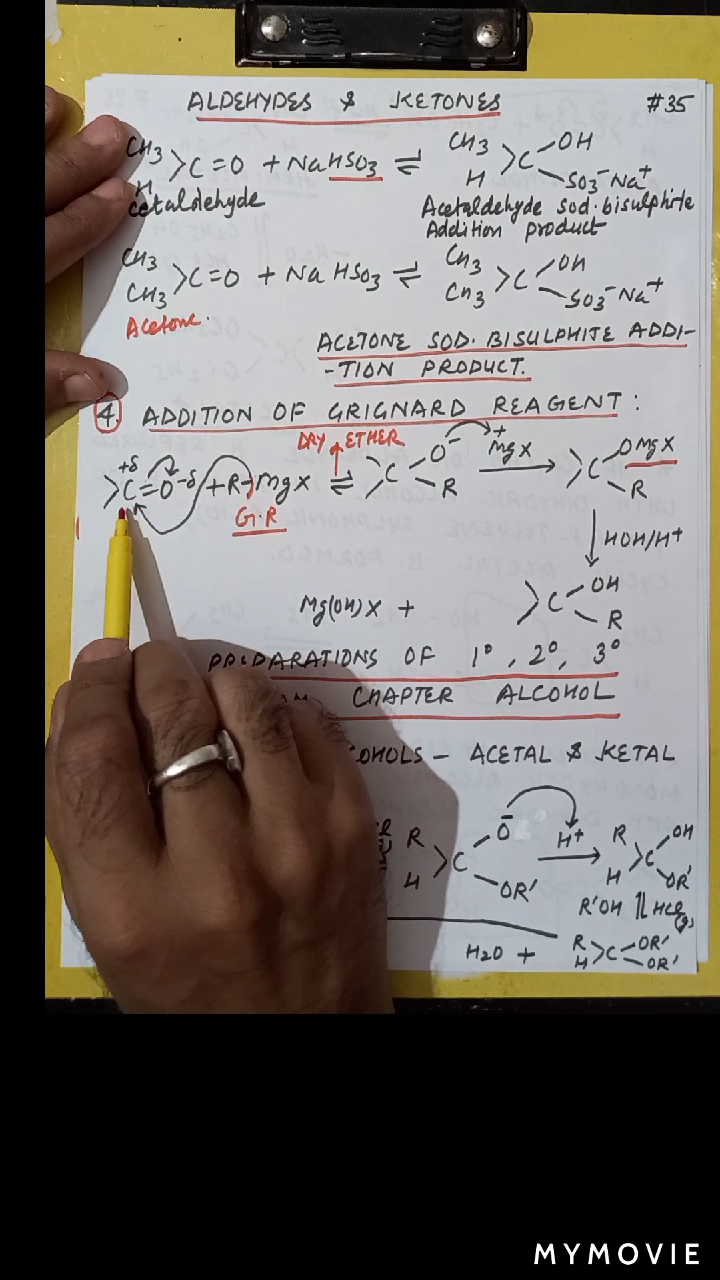 ALDEHYDES & KETONES #35
CH3 H >C=O + NaHSO3 ⇌ CH3 H >C OH SO3⁻Na⁺
cetaldehyde Acetaldehyde sod. bisulphite
Addition product
CH3 CH3 >C=O + NaHSO3 ⇌ CH3 CH3 >C OH SO3⁻Na⁺
Acetone.
ACETONE SOD. BISULPHITE ADDI-
-TION PRODUCT.
4. ADDITION OF GRIGNARD REAGENT:
DRY ETHER
>C=O +δ -δ + R-MgX ⇌ >C O⁻ R ⁺MgX → >C OMgX R
G.R
HOH/H⁺
Mg(OH)X + >C OH R
PREPARATIONS OF 1°, 2°, 3°
CHAPTER ALCOHOL
COHOLS – ACETAL & KETAL
R H >C O⁻ OR' H⁺ → R H >C OH OR'
R'OH HCl (g)
H2O + R H >C OR' OR'
MYMOVIE